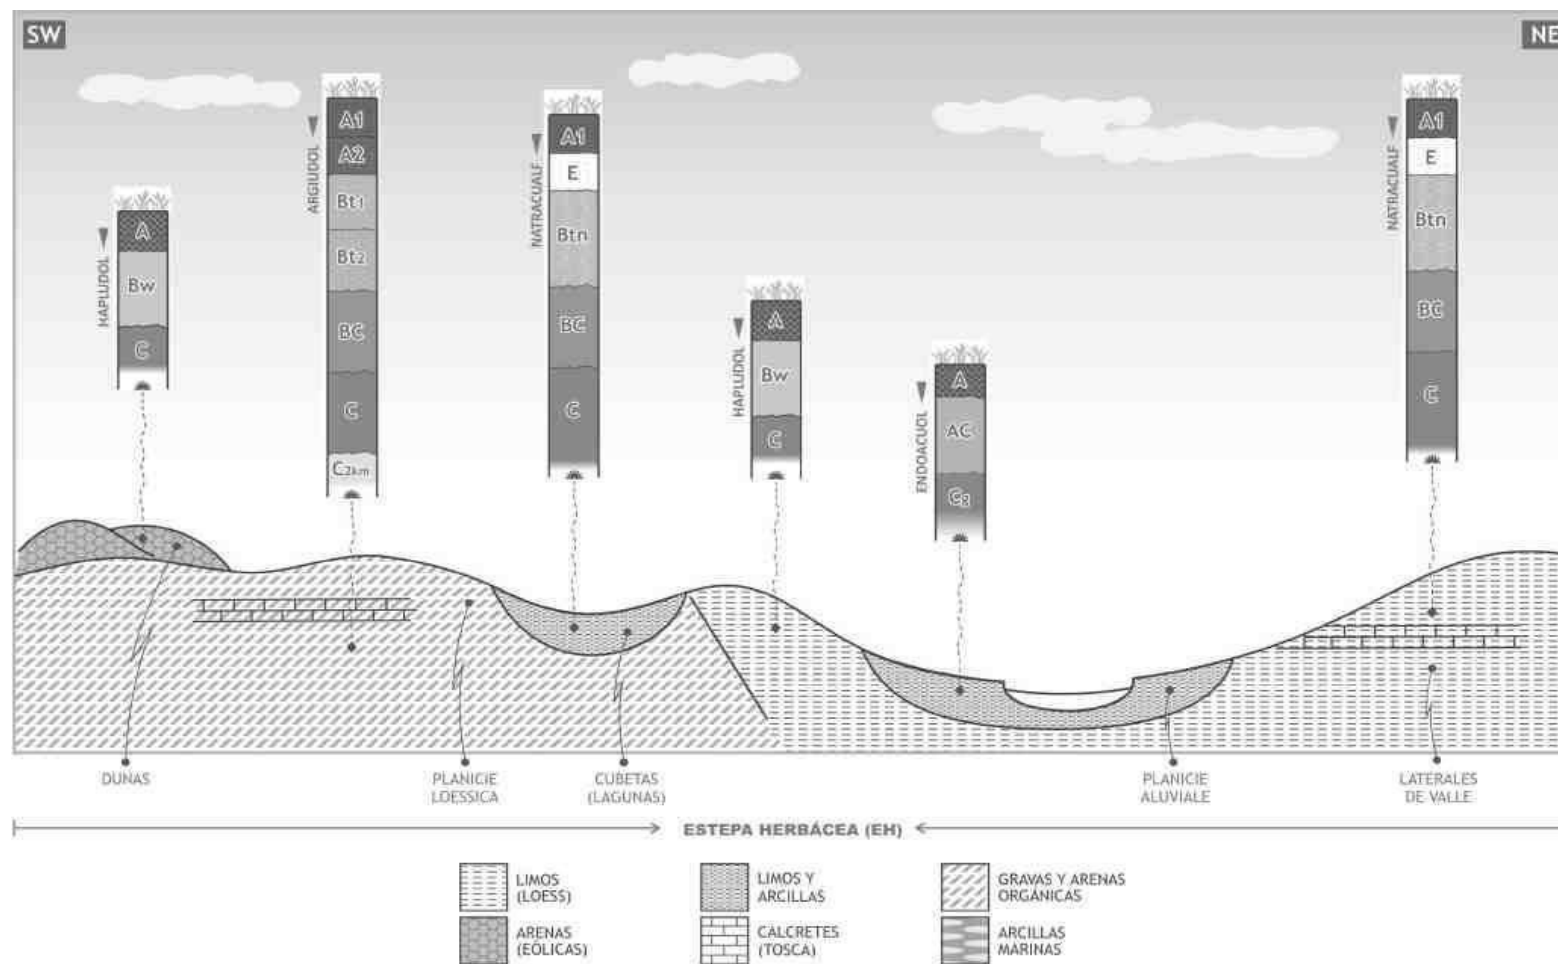 SW
NE
HAPLUDOL
A
Bw
C
ARGIUDOL
A1
A2
Bt1
Bt2
BC
C
C2km
NATRACUALF
A1
E
Btn
BC
C
HAPLUDOL
A
Bw
C
ENDOACUOL
A
AC
Cg
NATRACUALF
A1
E
Btn
BC
C
DUÑAS
PLANICIE
LOESSICA
CUBETAS
(LAGUNAS)
PLANICIE
ALUVIALE
LATERALES
DE VALLE
ESTEPA HERBÁCEA (EH)
LIMOS
(LOESS)
LIMOS Y
ARCILLAS
GRAVAS Y ARENAS
ORGÁNICAS
ARENAS
(EÓLICAS)
CALCRETES
(TOSCA)
ARCILLAS
MARINAS